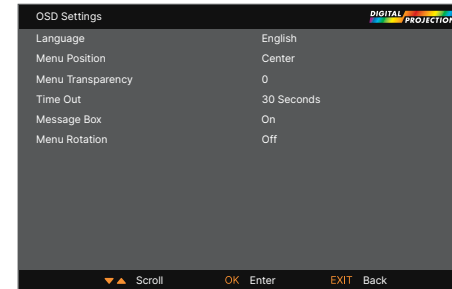 OSD Settings DIGITAL PROJECTION
Language English
Menu Position Center
Menu Transparency 0
Time Out 30 Seconds
Message Box On
Menu Rotation Off
▼▲ Scroll OK Enter EXIT Back